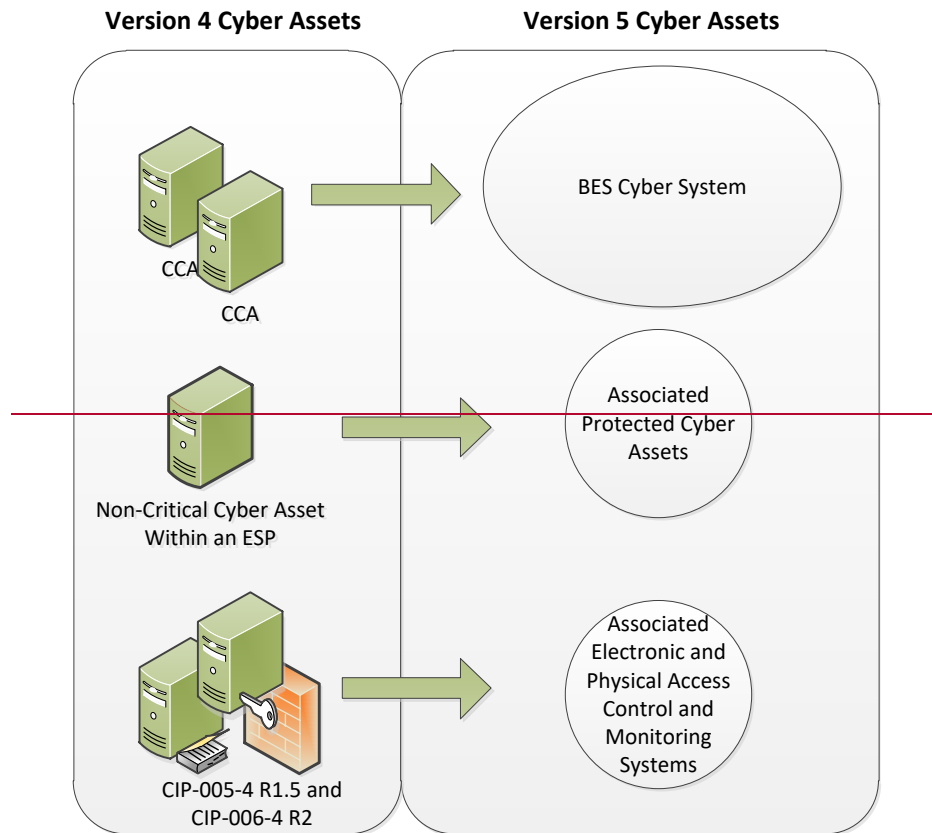 Version 4 Cyber Assets
Version 5 Cyber Assets
CCA
CCA
BES Cyber System
Non-Critical Cyber Asset
Within an ESP
Associated
Protected Cyber
Assets
CIP-005-4 R1.5 and
CIP-006-4 R2
Associated
Electronic and
Physical Access
Control and
Monitoring
Systems